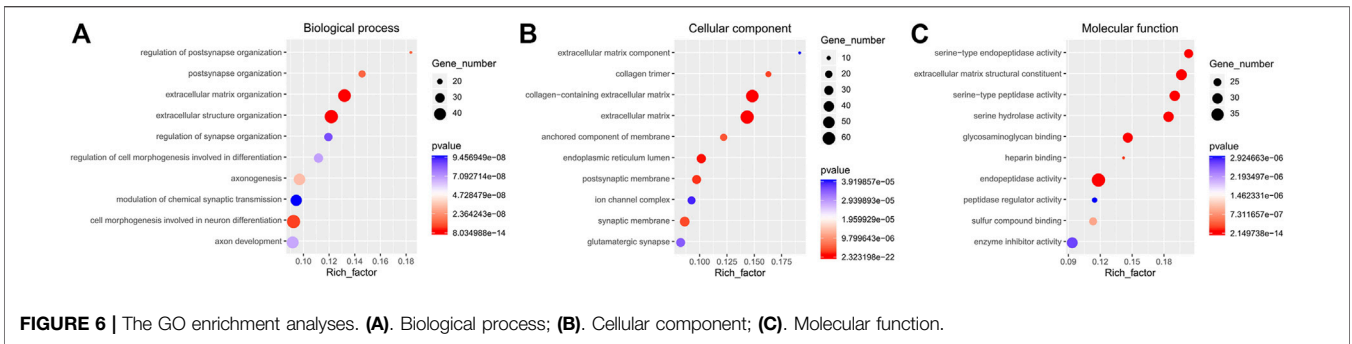 A
Biological process
regulation of postsynapse organization
postsynapse organization
extracellular matrix organization
extracellular structure organization
regulation of synapse organization
regulation of cell morphogenesis involved in differentiation
axonogenesis
modulation of chemical synaptic transmission
cell morphogenesis involved in neuron differentiation
axon development
0.10 0.12 0.14 0.16 0.18
Rich_factor
Gene_number
20
30
40
pvalue
9.456949e-08
7.092714e-08
4.728479e-08
2.364243e-08
8.034988e-14
B
Cellular component
extracellular matrix component
collagen trimer
collagen-containing extracellular matrix
extracellular matrix
anchored component of membrane
endoplasmic reticulum lumen
postsynaptic membrane
ion channel complex
synaptic membrane
glutamatergic synapse
0.100 0.125 0.150 0.175
Rich_factor
Gene_number
10
20
30
40
50
60
pvalue
3.919857e-05
2.939893e-05
1.959929e-05
9.799643e-06
2.323198e-22
C
Molecular function
serine-type endopeptidase activity
extracellular matrix structural constituent
serine-type peptidase activity
serine hydrolase activity
glycosaminoglycan binding
heparin binding
endopeptidase activity
peptidase regulator activity
sulfur compound binding
enzyme inhibitor activity
0.09 0.12 0.15 0.18
Rich_factor
Gene_number
25
30
35
pvalue
2.924663e-06
2.193497e-06
1.462331e-06
7.311657e-07
2.149738e-14
FIGURE 6 | The GO enrichment analyses. (A). Biological process; (B). Cellular component; (C). Molecular function.